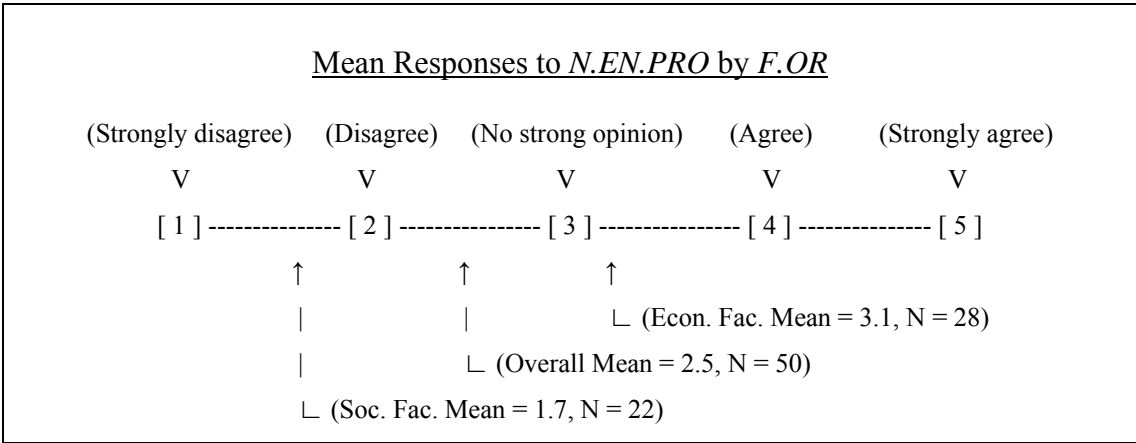 Mean Responses to N.EN.PRO by F.OR
(Strongly disagree) (Disagree) (No strong opinion) (Agree) (Strongly agree)
V V V V V
[ 1 ] --------------- [ 2 ] ---------------- [ 3 ] ---------------- [ 4 ] --------------- [ 5 ]
↑ ↑ ↑
| | ∟ (Econ. Fac. Mean = 3.1, N = 28)
| ∟ (Overall Mean = 2.5, N = 50)
∟ (Soc. Fac. Mean = 1.7, N = 22)